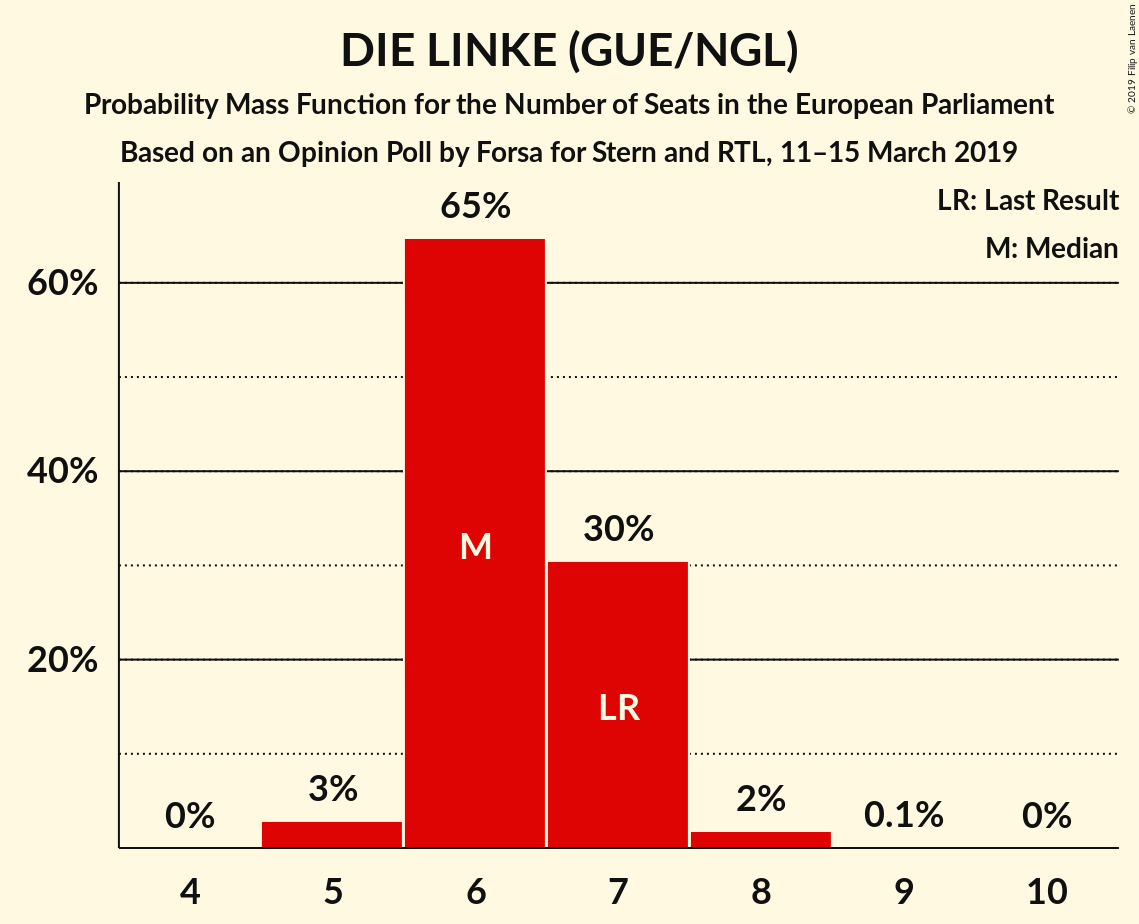 DIE LINKE (GUE/NGL)
Probability Mass Function for the Number of Seats in the European Parliament
Based on an Opinion Poll by Forsa for Stern and RTL, 11–15 March 2019
© 2019 Filip van Laenen
LR: Last Result
M: Median
65%
60%
40%
30%
M
20%
LR
3%
2%
0%
0.1%
0%
4 5 6 7 8 9 10